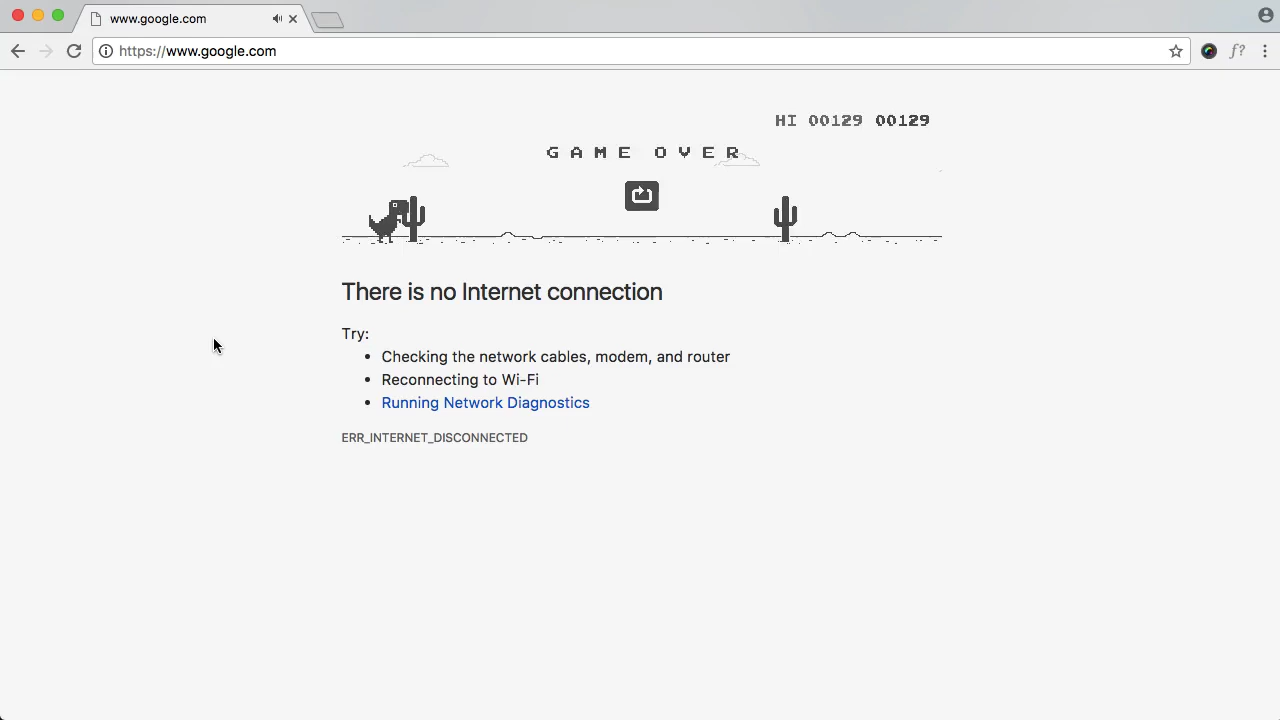 www.google.com
https://www.google.com
f?
HI 00129 00129
GAME OVER
There is no Internet connection
Try:
• Checking the network cables, modem, and router
• Reconnecting to Wi-Fi
• Running Network Diagnostics
ERR_INTERNET_DISCONNECTED